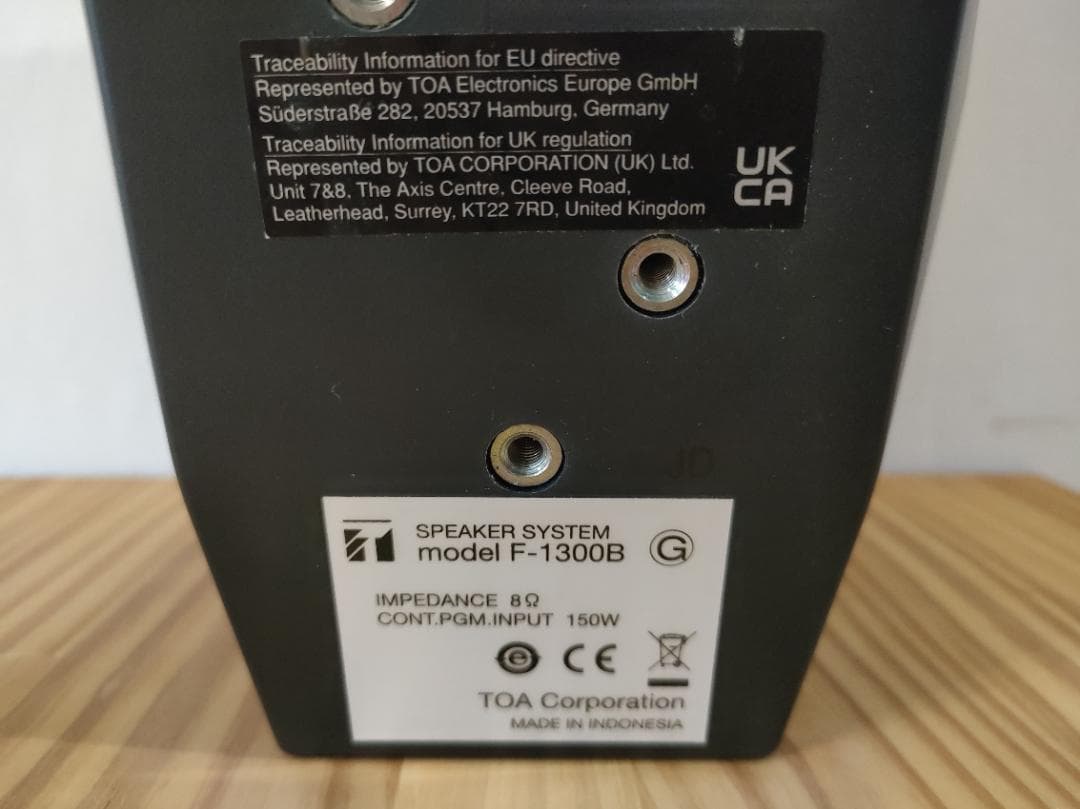 Traceability Information for EU directive
Represented by TOA Electronics Europe GmbH
Süderstraße 282, 20537 Hamburg, Germany
Traceability Information for UK regulation
Represented by TOA CORPORATION (UK) Ltd.
Unit 7&8, The Axis Centre, Cleeve Road,
Leatherhead, Surrey, KT22 7RD, United Kingdom
UK
CA
JD
SPEAKER SYSTEM
model F-1300B
G
IMPEDANCE 8Ω
CONT.PGM.INPUT 150W
e CE
TOA Corporation
MADE IN INDONESIA